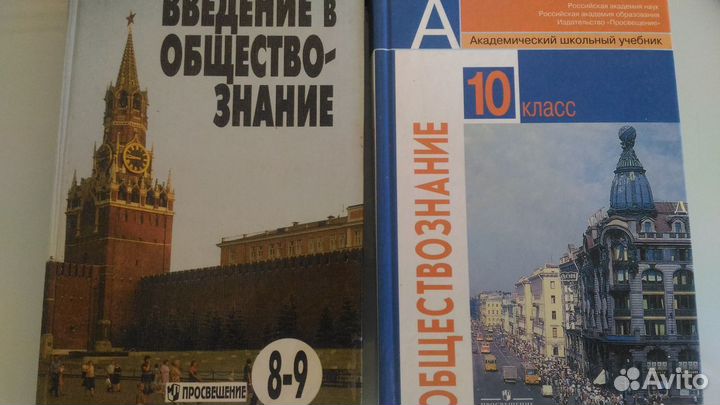 ВВЕДЕНИЕ В
ОБЩЕСТВО-
ЗНАНИЕ
ПРОСВЕЩЕНИЕ
8-9
А
Российская академия наук
Российская академия образования
Издательство «Просвещение»
Академический школьный учебник
10 класс
ОБЩЕСТВОЗНАНИЕ
ПРОСВЕЩЕНИЕ
Avito